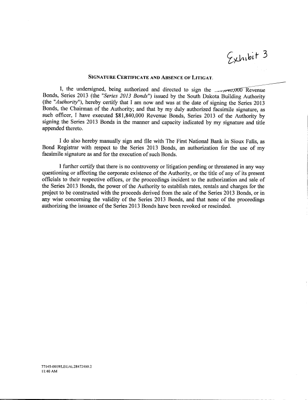 Exhibit 3
SIGNATURE CERTIFICATE AND ABSENCE OF LITIGAT
I, the undersigned, being authorized and directed to sign the ,840,000 Revenue
Bonds, Series 2013 (the "Series 2013 Bonds") issued by the South Dakota Building Authority
(the "Authority"), hereby certify that I am now and was at the date of signing the Series 2013
Bonds, the Chairman of the Authority; and that by my duly authorized facsimile signature, as
such officer, I have executed $81,840,000 Revenue Bonds, Series 2013 of the Authority by
signing the Series 2013 Bonds in the manner and capacity indicated by my signature and title
appended thereto.
I do also hereby manually sign and file with The First National Bank in Sioux Falls, as
Bond Registrar with respect to the Series 2013 Bonds, an authorization for the use of my
facsimile signature as and for the execution of such Bonds.
I further certify that there is no controversy or litigation pending or threatened in any way
questioning or affecting the corporate existence of the Authority, or the title of any of its present
officials to their respective offices, or the proceedings incident to the authorization and sale of
the Series 2013 Bonds, the power of the Authority to establish rates, rentals and charges for the
project to be constructed with the proceeds derived from the sale of the Series 2013 Bonds, or in
any wise concerning the validity of the Series 2013 Bonds, and that none of the proceedings
authorizing the issuance of the Series 2013 Bonds have been revoked or rescinded.
11:40 AM